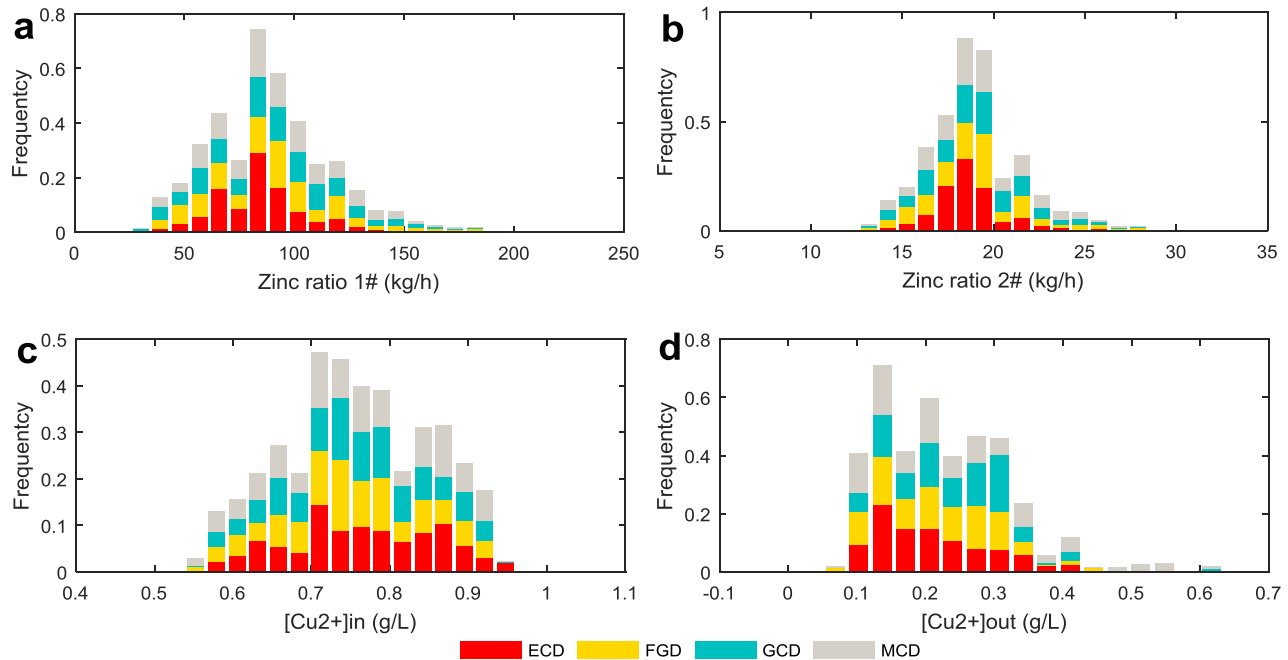 a
0.8
0.6
0.4
0.2
0
Frequentcy
0 50 100 150 200 250
Zinc ratio 1# (kg/h)
b
1
0.5
0
Frequentcy
5 10 15 20 25 30 35
Zinc ratio 2# (kg/h)
c
0.5
0.4
0.3
0.2
0.1
0
Frequentcy
0.4 0.5 0.6 0.7 0.8 0.9 1 1.1
[Cu2+]in (g/L)
d
0.8
0.6
0.4
0.2
0
Frequentcy
-0.1 0 0.1 0.2 0.3 0.4 0.5 0.6 0.7
[Cu2+]out (g/L)
ECD FGD GCD MCD